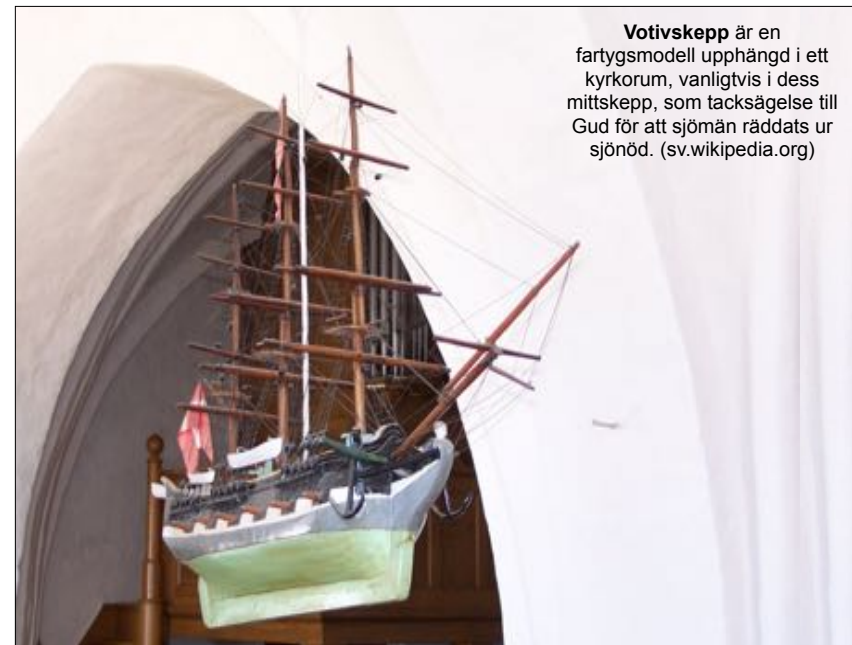 Votivskepp är en
fartygsmodell upphängd i ett
kyrkorum, vanligtvis i dess
mittskepp, som tacksägelse till
Gud för att sjömän räddats ur
sjönöd. (sv.wikipedia.org)